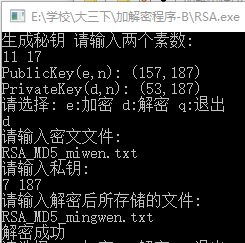 E:\学校\大三下\加解密程序-B\RSA.exe
生成秘钥 请输入两个素数:
11 17
PublicKey(e,n): (157,187)
PrivateKey(d,n): (53,187)
请选择: e:加密 d:解密 q:退出
d
请输入密文文件:
RSA_MD5_miwen.txt
请输入私钥:
7 187
请输入解密后所存储的文件:
RSA_MD5_mingwen.txt
解密成功